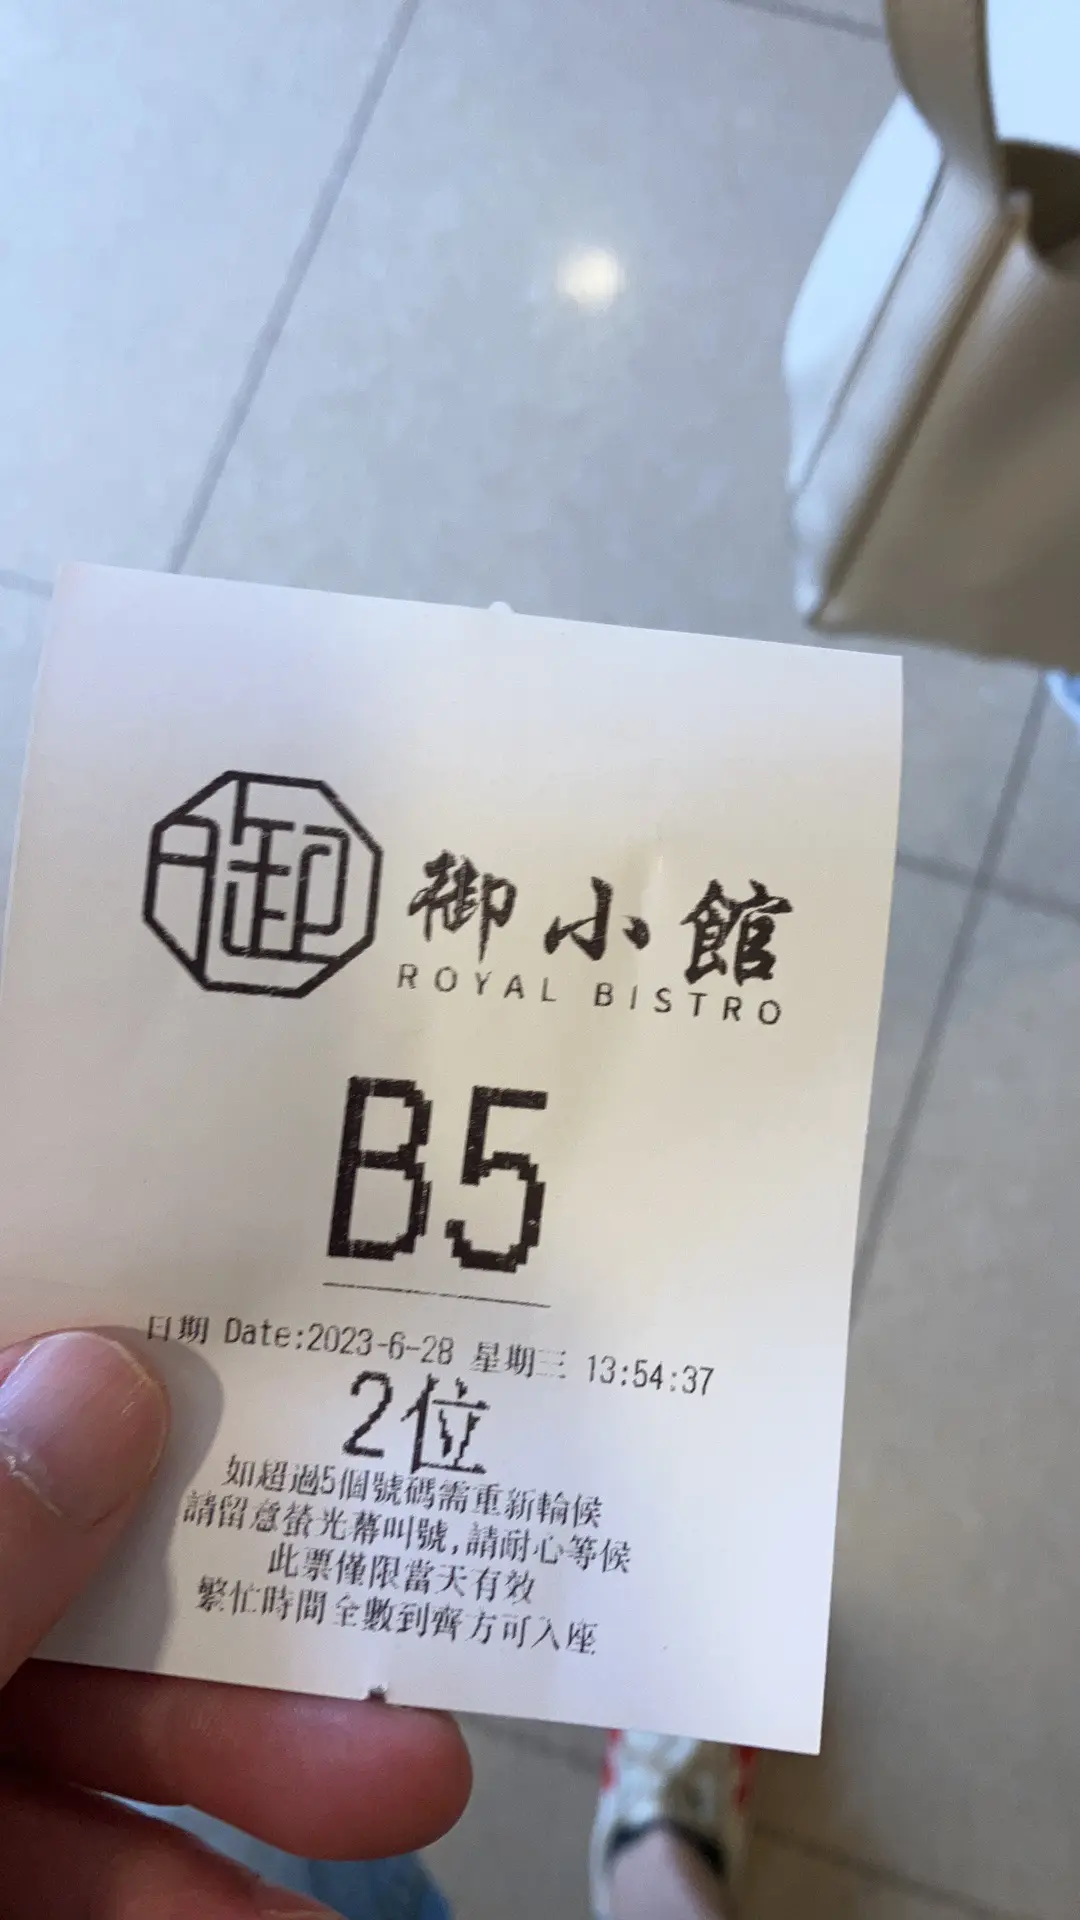 御
御小館
ROYAL BISTRO
B5
日期 Date:2023-6-28 星期三 13:54:37
2位
如超過5個號碼需重新輪候
請留意螢光幕叫號,請耐心等候
此票僅限當天有效
繁忙時間全數到齊方可入座